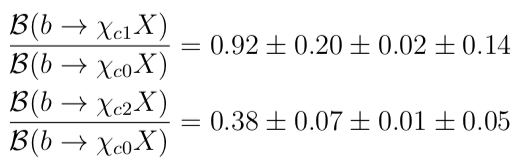 B(b → χc1X) / B(b → χc0X) = 0.92 ± 0.20 ± 0.02 ± 0.14
B(b → χc2X) / B(b → χc0X) = 0.38 ± 0.07 ± 0.01 ± 0.05